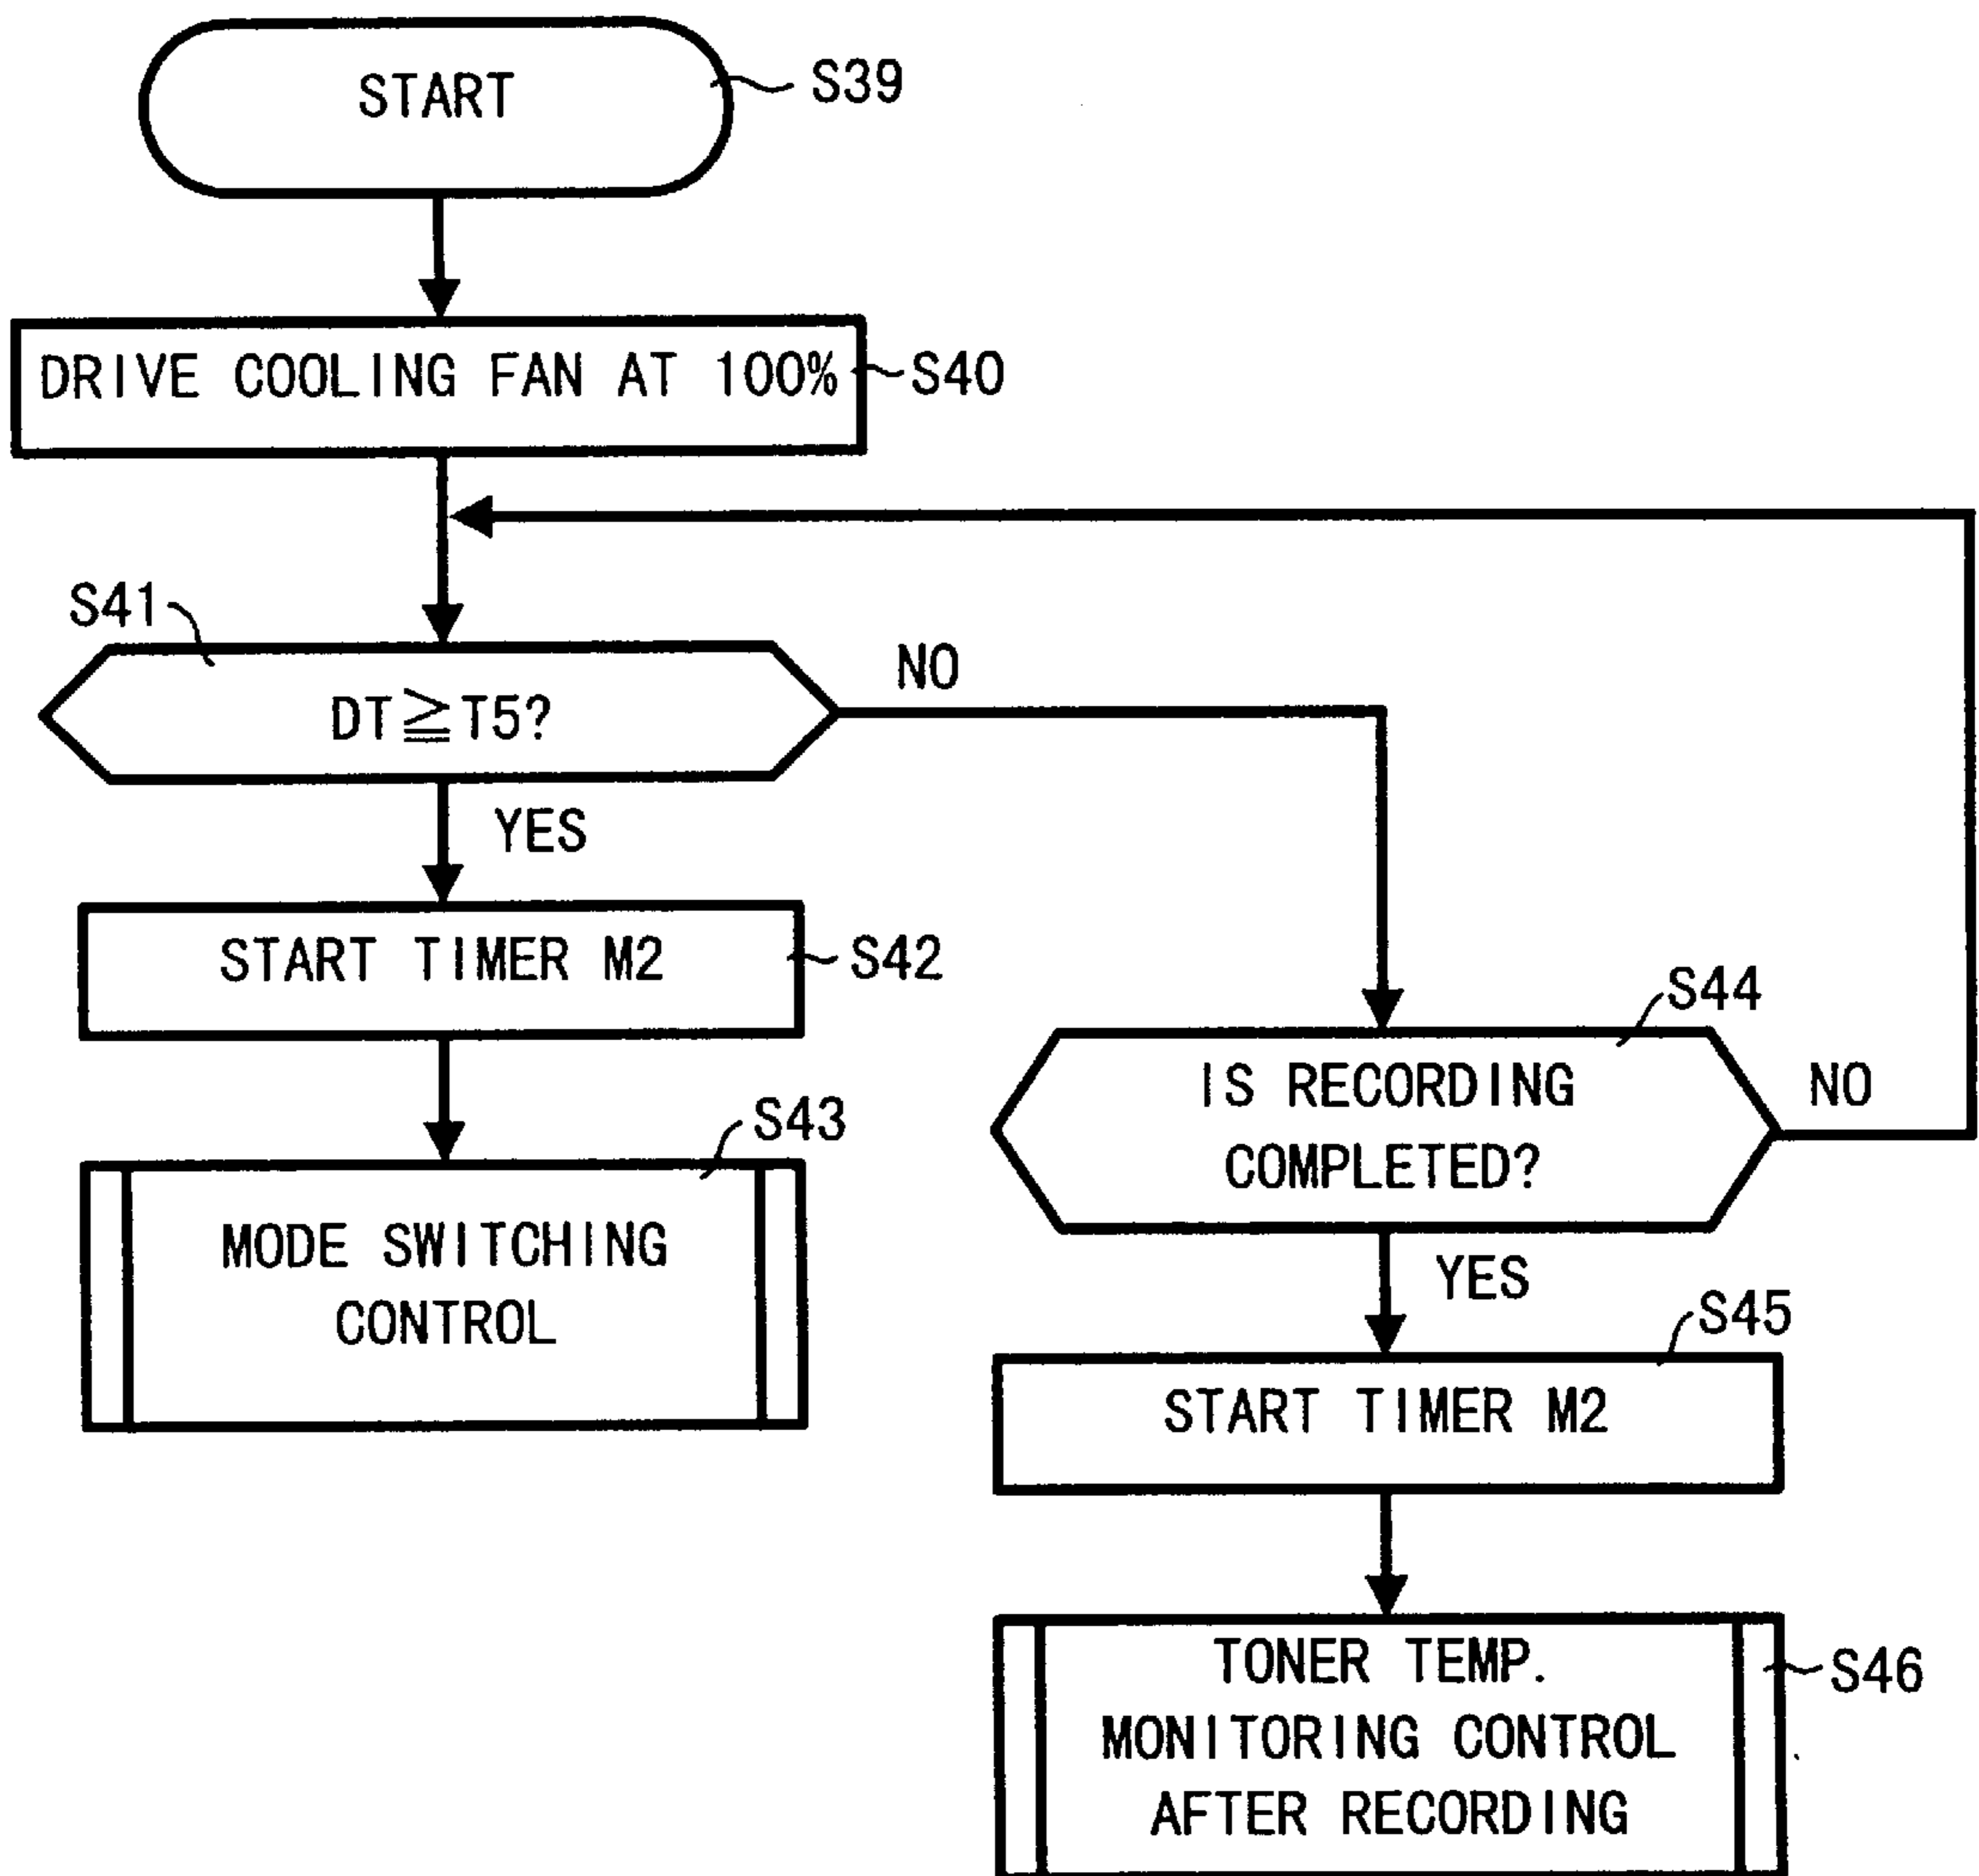 START
S39
DRIVE COOLING FAN AT 100%
S40
S41
DT≧T5?
NO
YES
START TIMER M2
S42
S43
MODE SWITCHING
CONTROL
S44
IS RECORDING
COMPLETED?
NO
YES
S45
START TIMER M2
TONER TEMP.
MONITORING CONTROL
AFTER RECORDING
S46